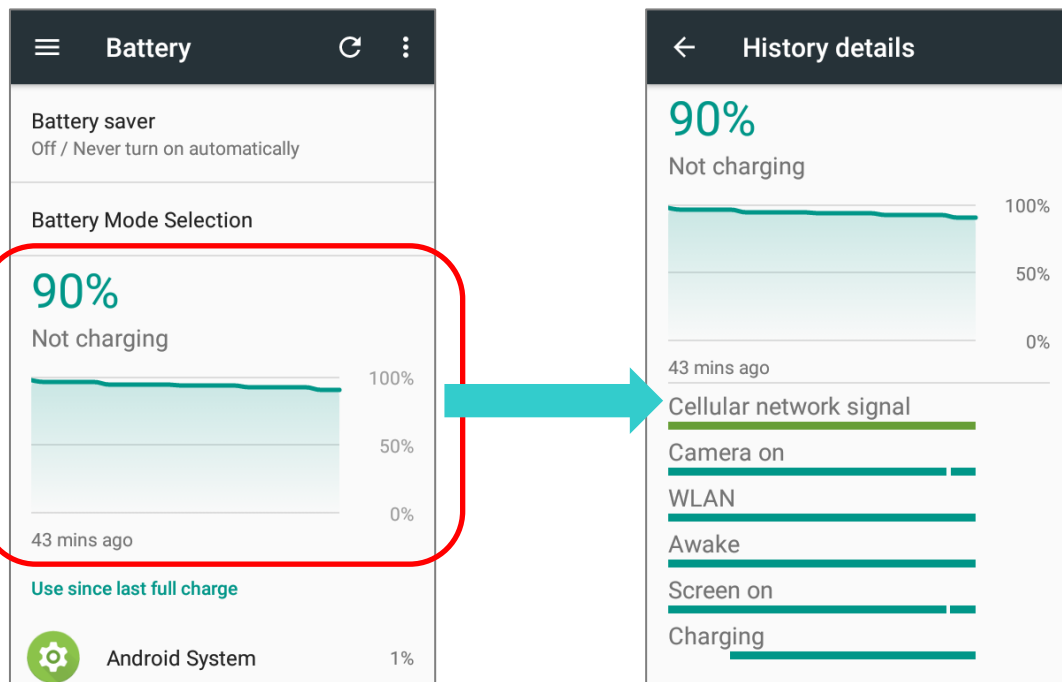 Battery
Battery saver
Off / Never turn on automatically
Battery Mode Selection
90%
Not charging
100%
50%
0%
43 mins ago
Use since last full charge
Android System 1%
History details
90%
Not charging
100%
50%
0%
43 mins ago
Cellular network signal
Camera on
WLAN
Awake
Screen on
Charging